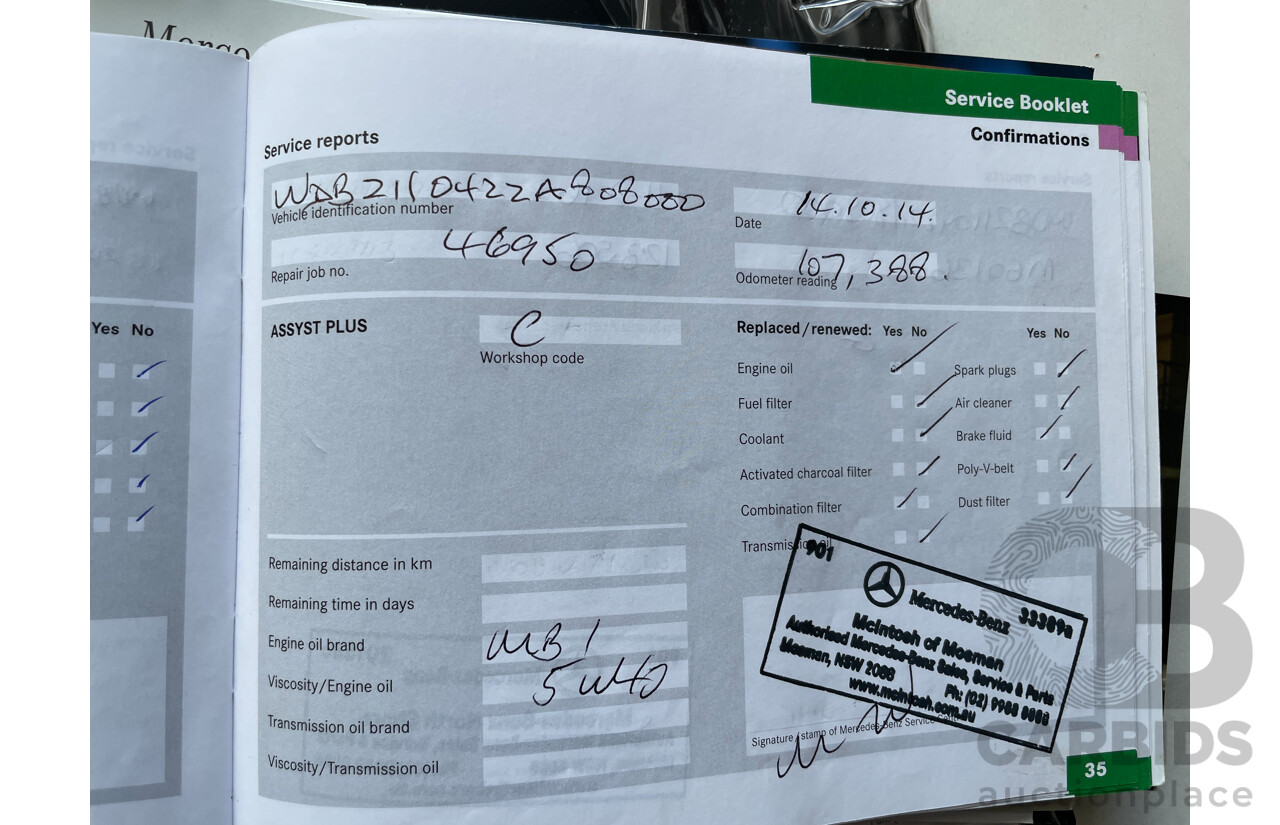 Merce
Service Booklet
Confirmations
Service reports
WDB2110422A808000
Vehicle identification number
14.10.14.
Date
46950
Repair job no.
107,388.
Odometer reading
Yes No
ASSYST PLUS
C
Workshop code
Replaced/renewed: Yes No
Yes No
Engine oil
Spark plugs
Fuel filter
Air cleaner
Coolant
Brake fluid
Activated charcoal filter
Poly-V-belt
Combination filter
Dust filter
Transmission oil
Remaining distance in km
Remaining time in days
Engine oil brand
MB1
Viscosity/Engine oil
5W40
Transmission oil brand
Viscosity/Transmission oil
901
Mercedes-Benz
33309a
McIntosh of Mosman
Authorised Mercedes-Benz Sales, Service & Parts
Mosman, NSW 2088
Ph: (02)
www.mcintosh.com.au
Signature / stamp of Mercedes-Benz Service
35
CARBIDS
auctionplace